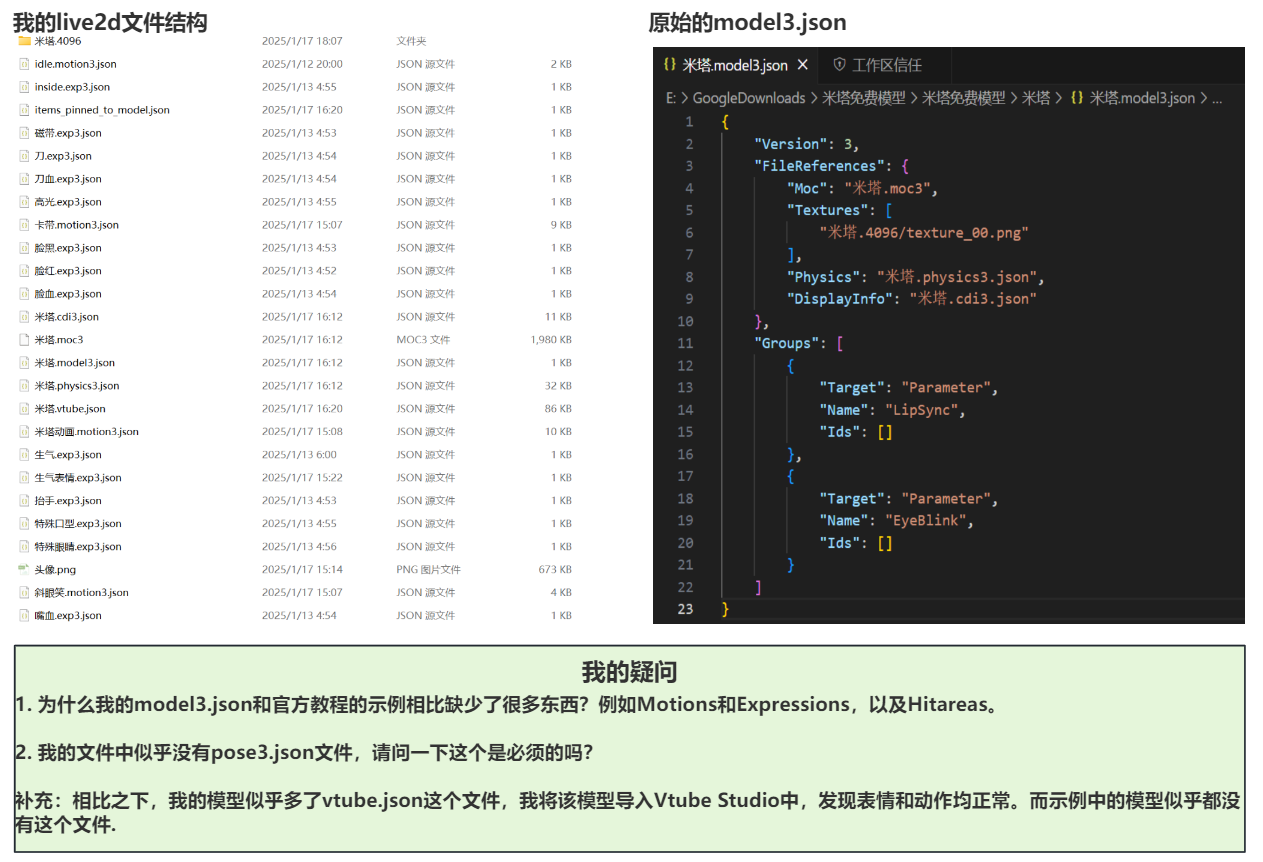 我的live2d文件结构
米塔.4096 2025/1/17 18:07 文件夹
idle.motion3.json 2025/1/12 20:00 JSON 源文件 2 KB
inside.exp3.json 2025/1/13 4:55 JSON 源文件 1 KB
items_pinned_to_model.json 2025/1/17 16:20 JSON 源文件 1 KB
磁带.exp3.json 2025/1/13 4:53 JSON 源文件 1 KB
刀.exp3.json 2025/1/13 4:54 JSON 源文件 1 KB
刀血.exp3.json 2025/1/13 4:54 JSON 源文件 1 KB
高光.exp3.json 2025/1/13 4:55 JSON 源文件 1 KB
卡带.motion3.json 2025/1/17 15:07 JSON 源文件 9 KB
脸黑.exp3.json 2025/1/13 4:53 JSON 源文件 1 KB
脸红.exp3.json 2025/1/13 4:52 JSON 源文件 1 KB
脸血.exp3.json 2025/1/13 4:54 JSON 源文件 1 KB
米塔.cdi3.json 2025/1/17 16:12 JSON 源文件 11 KB
米塔.moc3 2025/1/17 16:12 MOC3 文件 1,980 KB
米塔.model3.json 2025/1/17 16:12 JSON 源文件 1 KB
米塔.physics3.json 2025/1/17 16:12 JSON 源文件 32 KB
米塔.vtube.json 2025/1/17 16:20 JSON 源文件 86 KB
米塔动画.motion3.json 2025/1/17 15:08 JSON 源文件 10 KB
生气.exp3.json 2025/1/13 6:00 JSON 源文件 1 KB
生气表情.exp3.json 2025/1/17 15:22 JSON 源文件 1 KB
抬手.exp3.json 2025/1/13 4:53 JSON 源文件 1 KB
特殊口型.exp3.json 2025/1/13 4:55 JSON 源文件 1 KB
特殊眼睛.exp3.json 2025/1/13 4:56 JSON 源文件 1 KB
头像.png 2025/1/17 15:14 PNG 图片文件 673 KB
斜眼笑.motion3.json 2025/1/17 15:07 JSON 源文件 4 KB
嘴血.exp3.json 2025/1/13 4:54 JSON 源文件 1 KB
原始的model3.json
{} 米塔.model3.json × 工作区信任
E: > GoogleDownloads > 米塔免费模型 > 米塔免费模型 > 米塔 > {} 米塔.model3.json > ...
1 {
2 "Version": 3,
3 "FileReferences": {
4 "Moc": "米塔.moc3",
5 "Textures": [
6 "米塔.4096/texture_00.png"
7 ],
8 "Physics": "米塔.physics3.json",
9 "DisplayInfo": "米塔.cdi3.json"
10 },
11 "Groups": [
12 {
13 "Target": "Parameter",
14 "Name": "LipSync",
15 "Ids": []
16 },
17 {
18 "Target": "Parameter",
19 "Name": "EyeBlink",
20 "Ids": []
21 }
22 ]
23 }
我的疑问
1. 为什么我的model3.json和官方教程的示例相比缺少了很多东西？例如Motions和Expressions，以及Hitareas。
2. 我的文件中似乎没有pose3.json文件，请问一下这个是必须的吗？
补充：相比之下，我的模型似乎多了vtube.json这个文件，我将该模型导入Vtube Studio中，发现表情和动作均正常。而示例中的模型似乎都没
有这个文件.